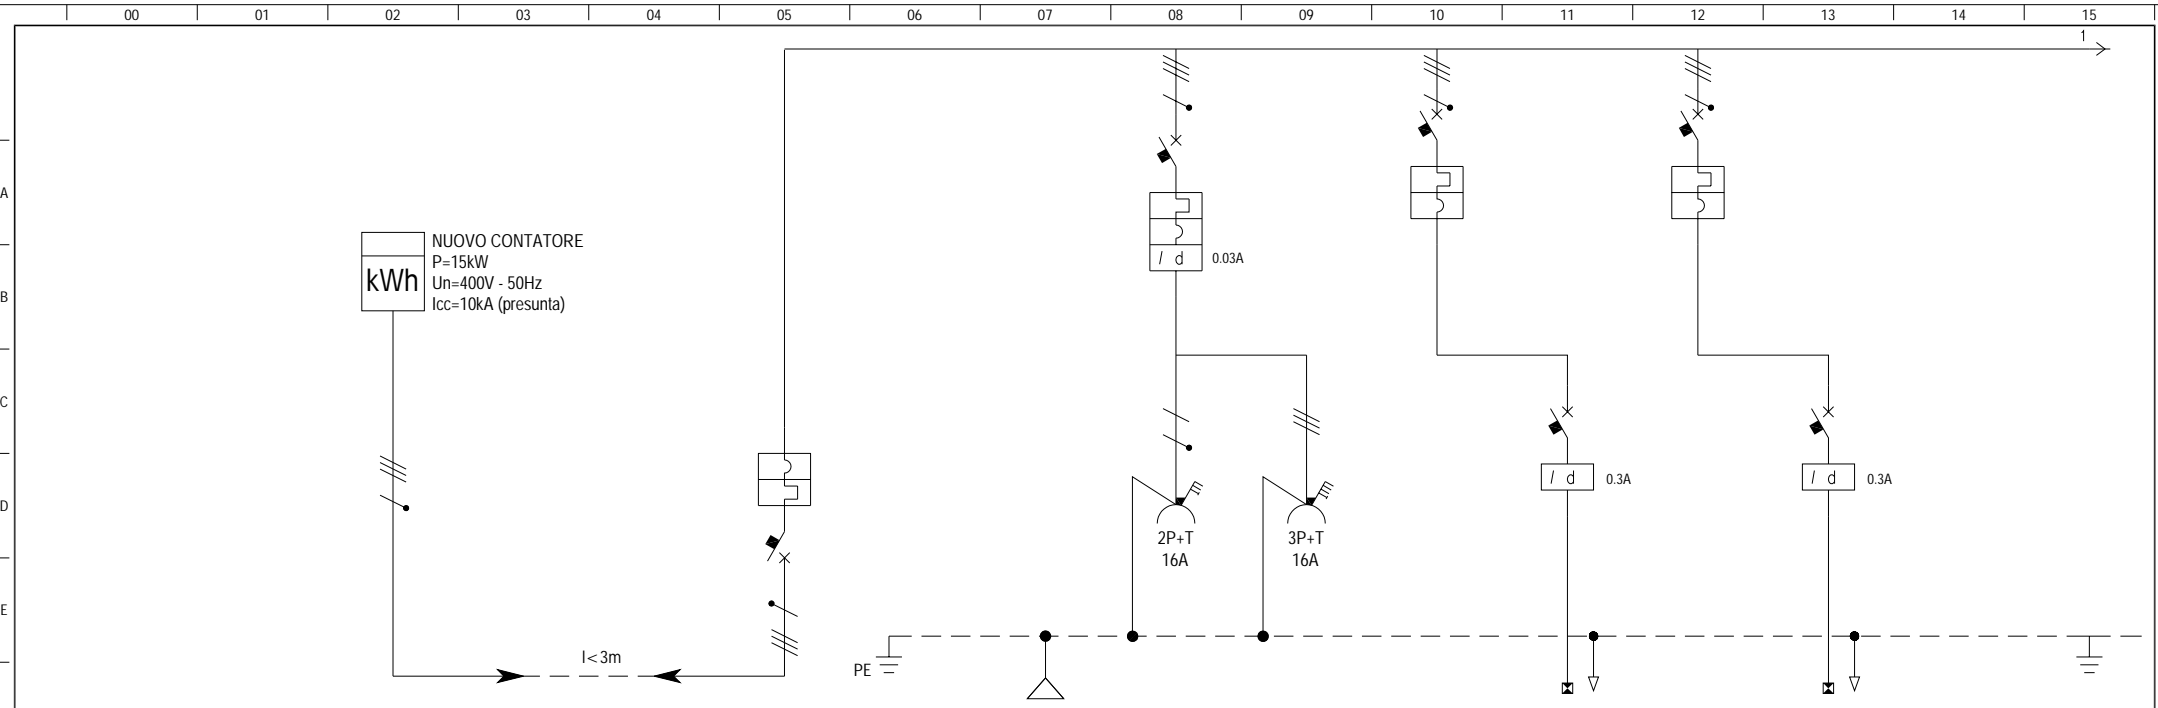 00 01 02 03 04 05 06 07 08 09 10 11 12 13 14 15
1
A
NUOVO CONTATORE
P=15kW
kWh
Un=400V - 50Hz
Icc=10kA (presunta)
I d 0.03A
B
C
I d 0.3A
I d 0.3A
D
2P+T
16A
3P+T
16A
E
l<3m
PE